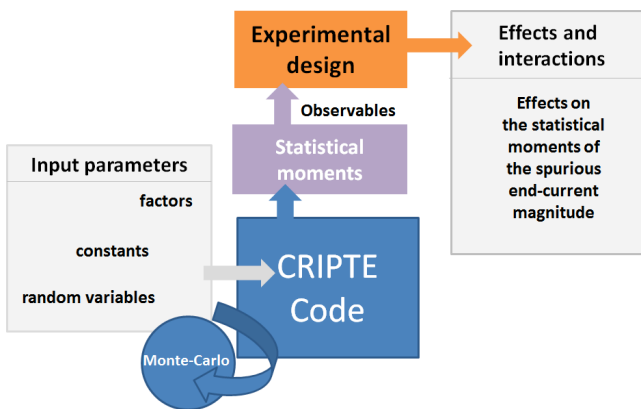 Experimental
design
Effects and
interactions
Observables
Effects on
the statistical
moments of
the spurious
end-current
magnitude
Statistical
moments
Input parameters
factors
constants
random variables
CRIPTE
Code
Monte-Carlo